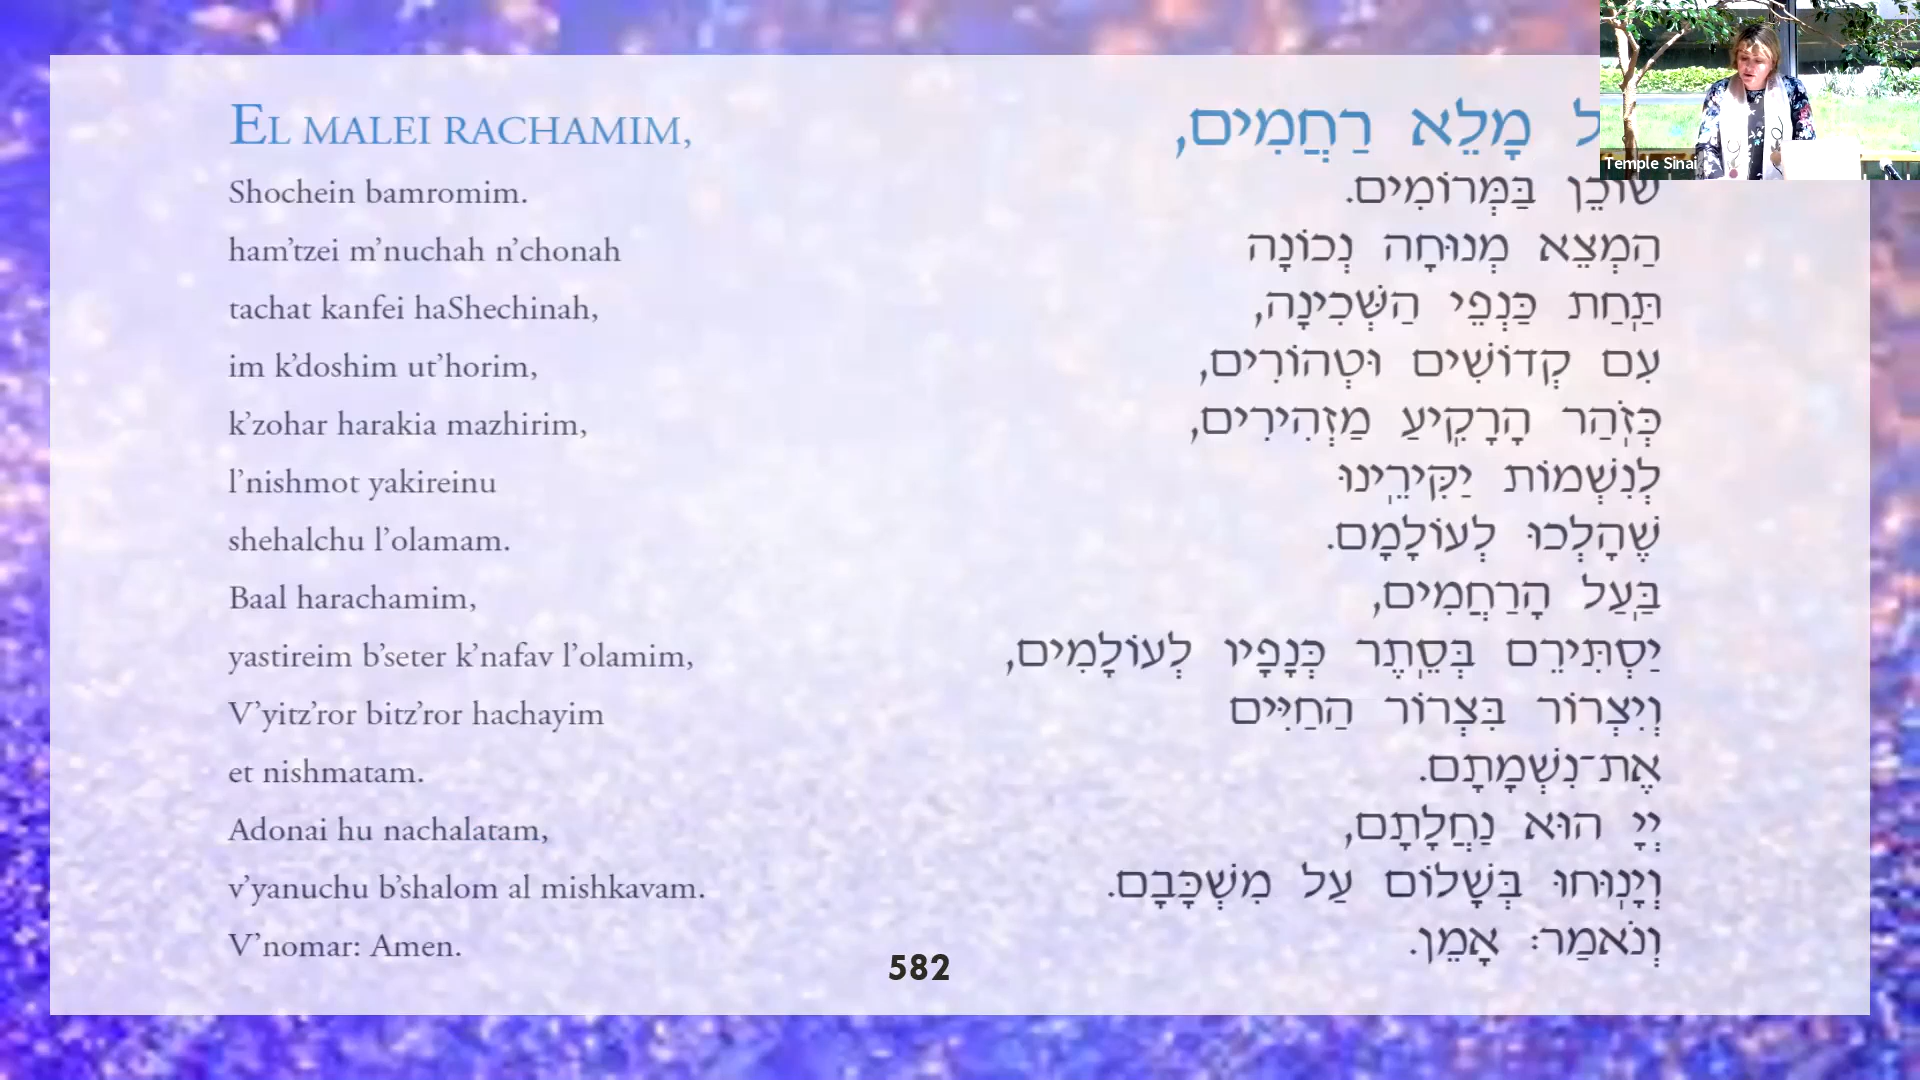 EL MALEI RACHAMIM,
Shochein bamromim.
ham’tzei m’nuchah n’chonah
tachat kanfei haShechinah,
im k’doshim ut’horim,
k’zohar harakia mazhirim,
l’nishmot yakireinu
shehalchu l’olamam.
Baal harachamim,
yastireim b’seter k’nafav l’olamim,
V’yitz’ror bitz’ror hachayim
et nishmatam.
Adonai hu nachalatam,
v’yanuchu b’shalom al mishkavam.
V’nomar: Amen.
מָלֵא רַחֲמִים,
שׁוֹכֵן בַּמְּרוֹמִים.
הַמְצֵא מְנוּחָה נְכוֹנָה
תַּֽחַת כַּנְפֵי הַשְּׁכִינָה,
עִם קְדוֹשִׁים וּטְהוֹרִים,
כְּזֹֽהַר הָרָקִֽיעַ מַזְהִירִים,
לְנִשְׁמוֹת יַקִּירֵֽינוּ
שֶׁהָלְכוּ לְעוֹלָמָם.
בַּֽעַל הָרַחֲמִים,
יַסְתִּירֵם בְּסֵֽתֶר כְּנָפָיו לְעוֹלָמִים,
וְיִצְרוֹר בִּצְרוֹר הַחַיִּים
אֶת־נִשְׁמָתָם.
יְיָ הוּא נַחֲלָתָם,
וְיָנֽוּחוּ בְּשָׁלוֹם עַל מִשְׁכָּבָם.
וְנֹאמַר: אָמֵן.
582
Temple Sinai